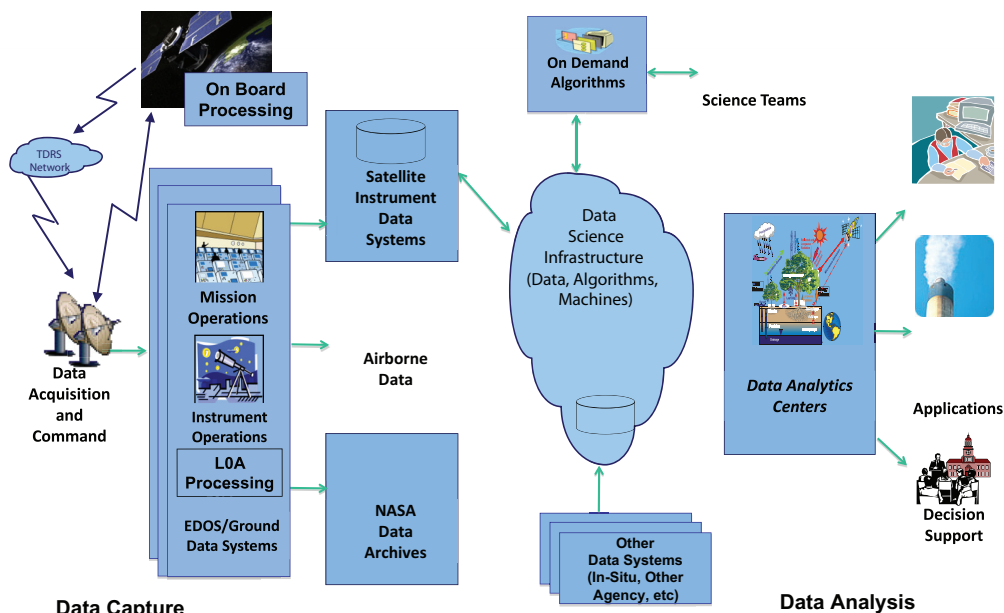 On Board
Processing
TDRS
Network
Data
Acquisition
and
Command
Mission
Operations
Instrument
Operations
L0A
Processing
EDOS/Ground
Data Systems
Satellite
Instrument
Data
Systems
Airborne
Data
NASA
Data
Archives
On Demand
Algorithms
Science Teams
Data
Science
Infrastructure
(Data, Algorithms,
Machines)
Other
Data Systems
(In-Situ, Other
Agency, etc)
Data Analytics
Centers
Applications
Decision
Support
Data Capture
Data Analysis